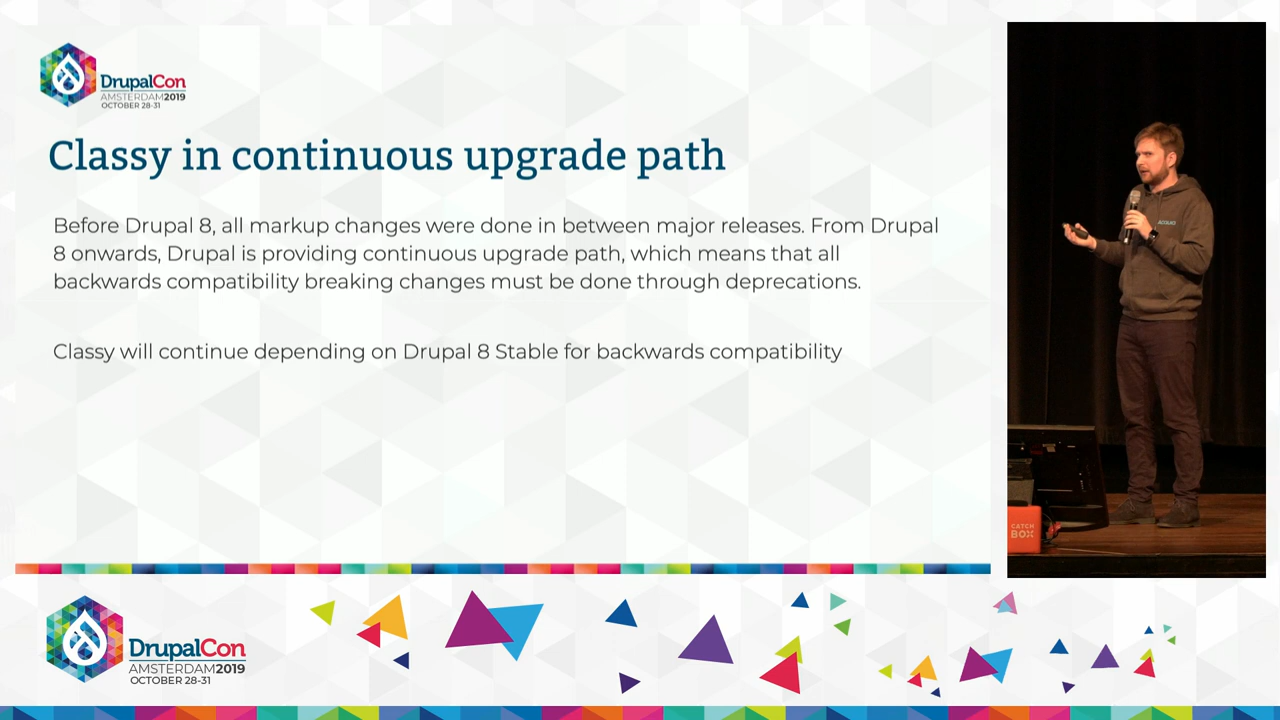 DrupalCon
AMSTERDAM2019
OCTOBER 28-31
Classy in continuous upgrade path
Before Drupal 8, all markup changes were done in between major releases. From Drupal
8 onwards, Drupal is providing continuous upgrade path, which means that all
backwards compatibility breaking changes must be done through deprecations.
Classy will continue depending on Drupal 8 Stable for backwards compatibility
ACQUIA
CATCH
BOX
DrupalCon
AMSTERDAM2019
OCTOBER 28-31